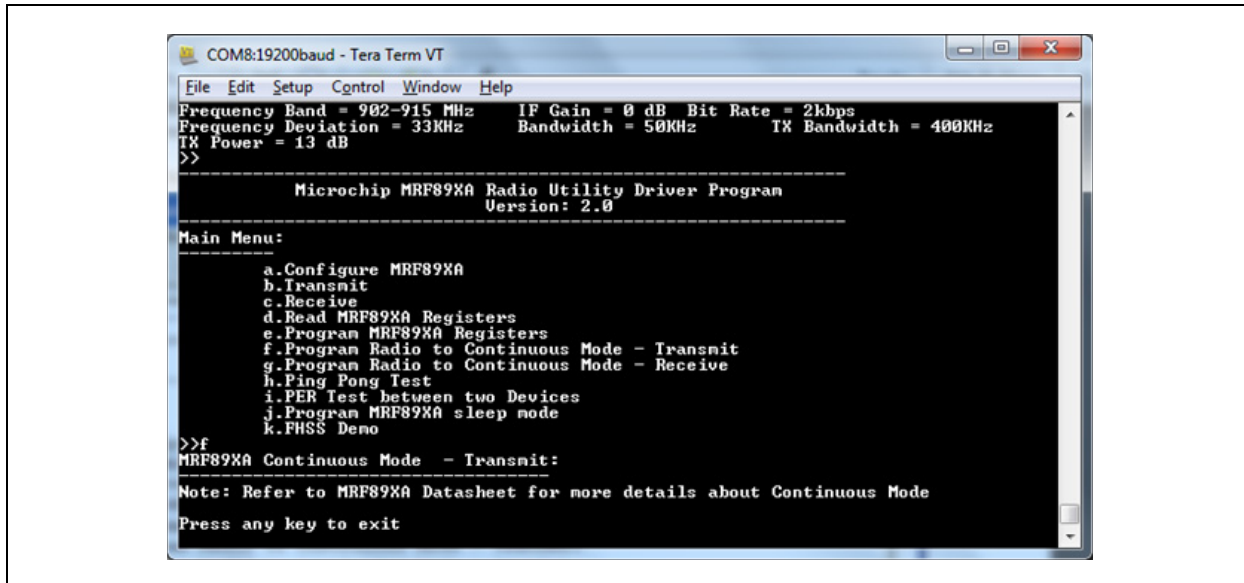 COM8:19200baud - Tera Term VT
File Edit Setup Control Window Help
Frequency Band = 902-915 MHz IF Gain = 0 dB Bit Rate = 2kbps
Frequency Deviation = 33KHz Bandwidth = 50KHz TX Bandwidth = 400KHz
TX Power = 13 dB
>>
Microchip MRF89XA Radio Utility Driver Program
Version: 2.0
Main Menu:
a.Configure MRF89XA
b.Transmit
c.Receive
d.Read MRF89XA Registers
e.Program MRF89XA Registers
f.Program Radio to Continuous Mode - Transmit
g.Program Radio to Continuous Mode - Receive
h.Ping Pong Test
i.PER Test between two Devices
j.Program MRF89XA sleep mode
k.FHSS Demo
>>f
MRF89XA Continuous Mode - Transmit:
Note: Refer to MRF89XA Datasheet for more details about Continuous Mode
Press any key to exit